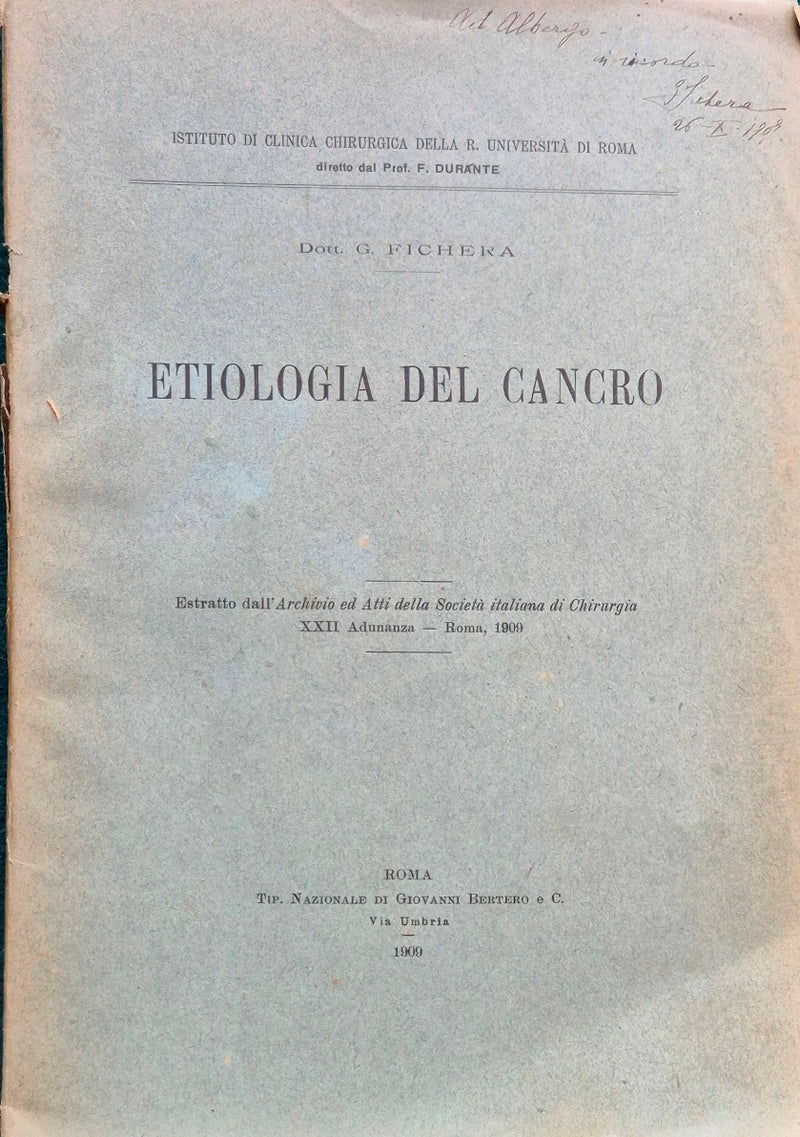 Ad Albergo -
in ricordo
GFichera
26-X-1909
ISTITUTO DI CLINICA CHIRURGICA DELLA R. UNIVERSITÀ DI ROMA
diretto dal Prof. F. DURANTE
Dott. G. FICHERA
ETIOLOGIA DEL CANCRO
Estratto dall'Archivio ed Atti della Società italiana di Chirurgia
XXII Adunanza — Roma, 1909
ROMA
TIP. NAZIONALE DI GIOVANNI BERTERO e C.
Via Umbria
1909